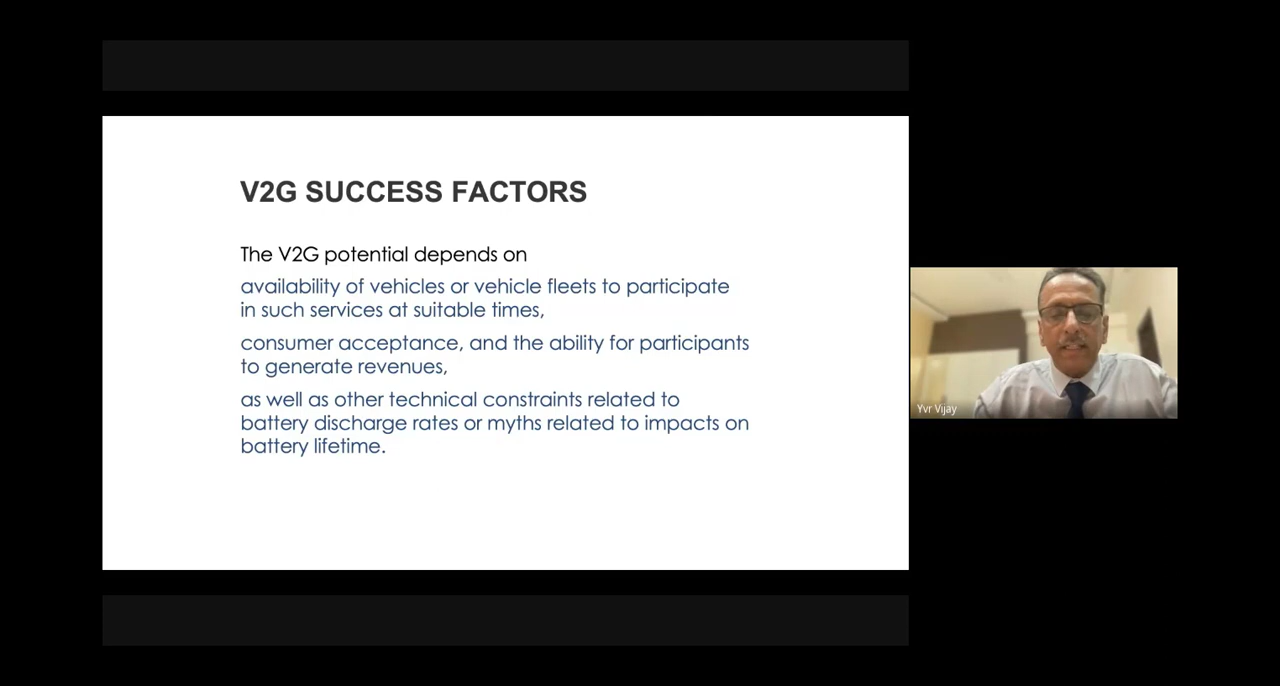 V2G SUCCESS FACTORS
The V2G potential depends on
availability of vehicles or vehicle fleets to participate
in such services at suitable times,
consumer acceptance, and the ability for participants
to generate revenues,
as well as other technical constraints related to
battery discharge rates or myths related to impacts on
battery lifetime.
Yvr Vijay